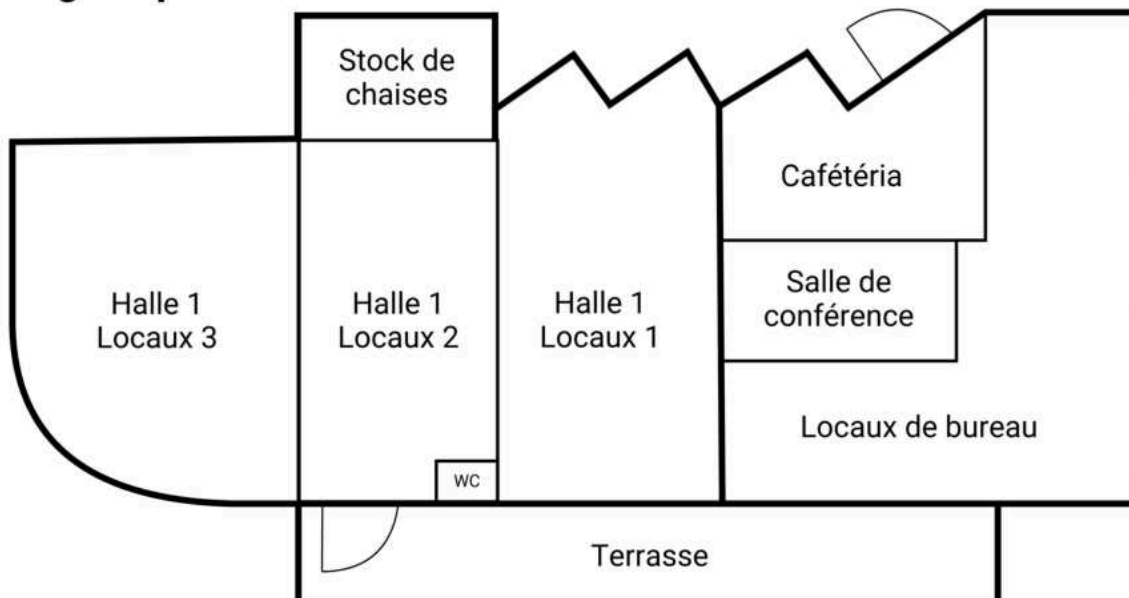 Stock de
chaises
Cafétéria
Halle 1
Locaux 3
Halle 1
Locaux 2
Halle 1
Locaux 1
Salle de
conférence
Locaux de bureau
WC
Terrasse